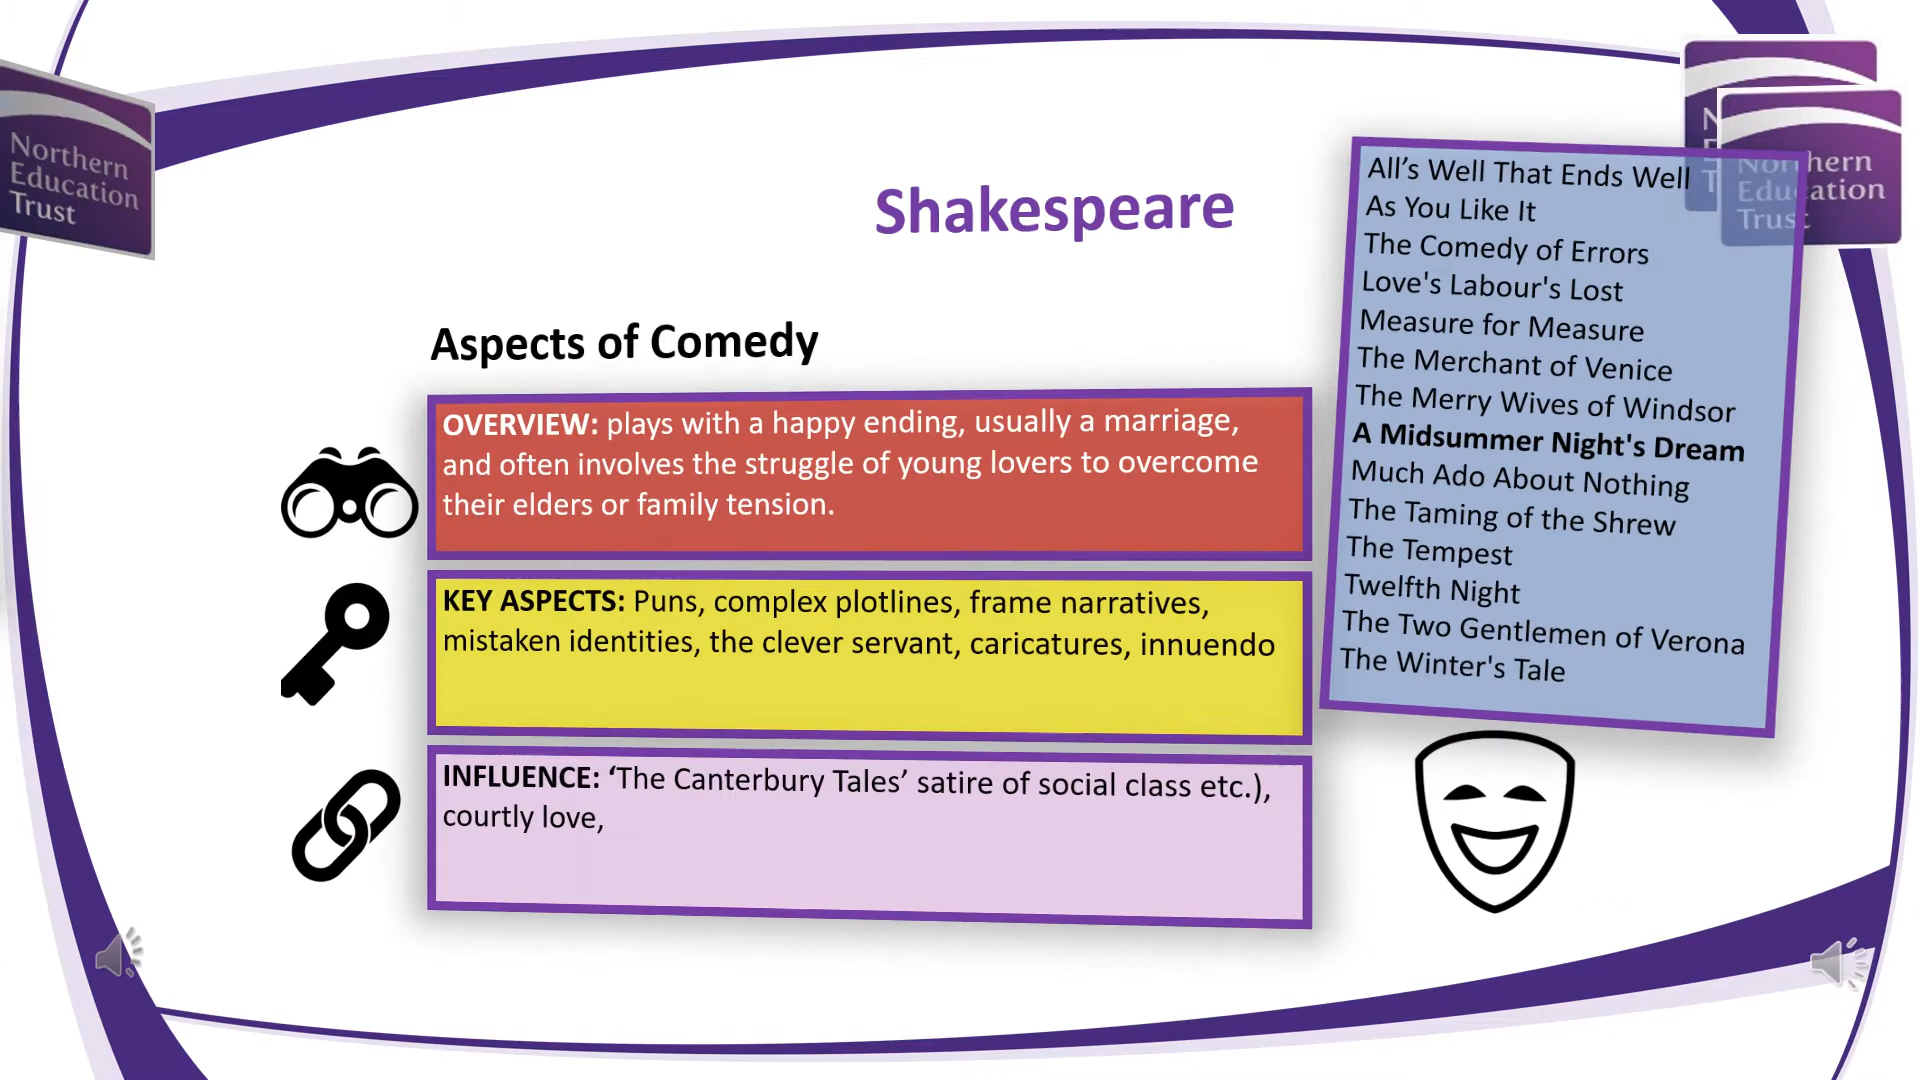 Northern
Education
Trust
Shakespeare
Aspects of Comedy
OVERVIEW: plays with a happy ending, usually a marriage,
and often involves the struggle of young lovers to overcome
their elders or family tension.
KEY ASPECTS: Puns, complex plotlines, frame narratives,
mistaken identities, the clever servant, caricatures, innuendo
INFLUENCE: ‘The Canterbury Tales’ satire of social class etc.),
courtly love,
All’s Well That Ends Well
As You Like It
The Comedy of Errors
Love's Labour's Lost
Measure for Measure
The Merchant of Venice
The Merry Wives of Windsor
A Midsummer Night's Dream
Much Ado About Nothing
The Taming of the Shrew
The Tempest
Twelfth Night
The Two Gentlemen of Verona
The Winter's Tale
Northern
Education
Trust